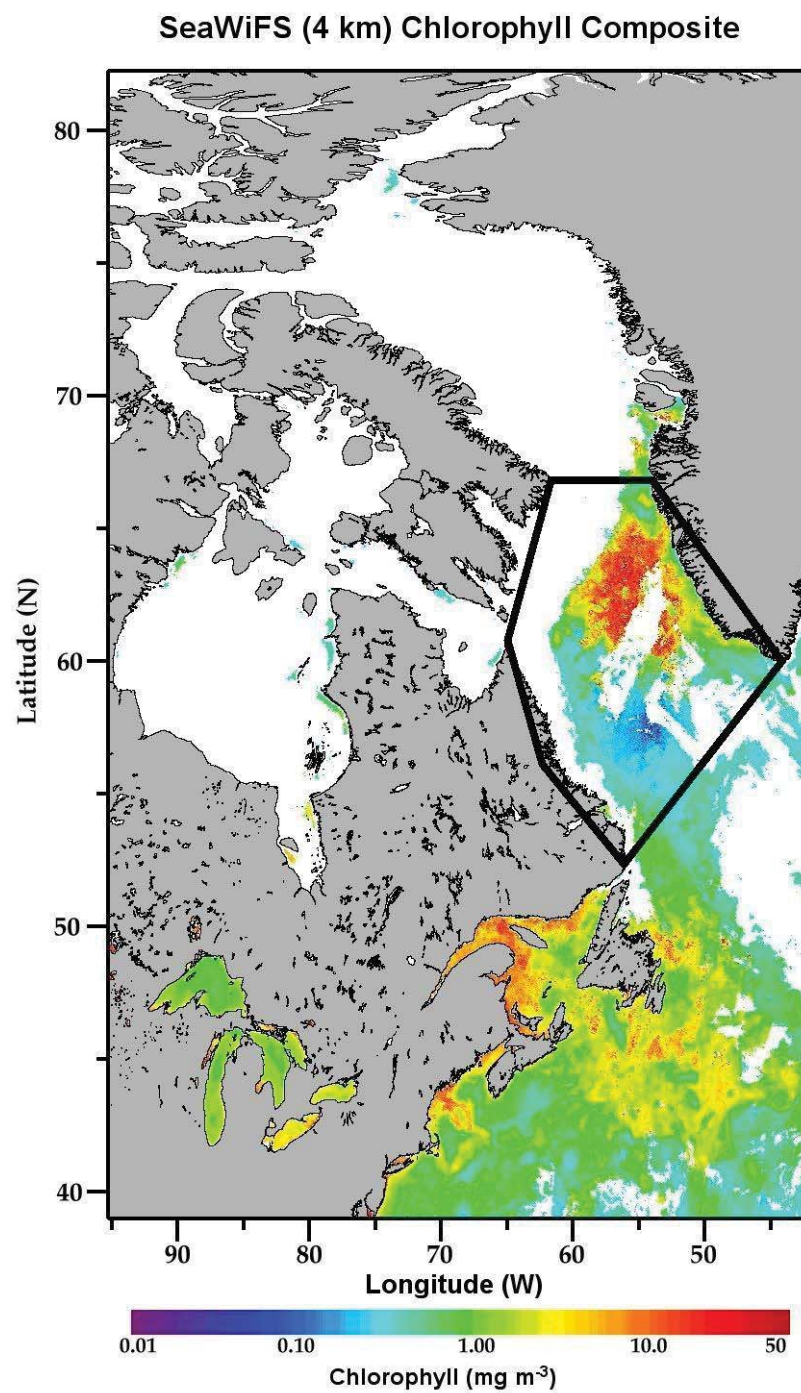 SeaWiFS (4 km) Chlorophyll Composite
80
70
60
50
40
Latitude (N)
90 80 70 60 50
Longitude (W)
0.01 0.10 1.00 10.0 50
Chlorophyll (mg m-3)